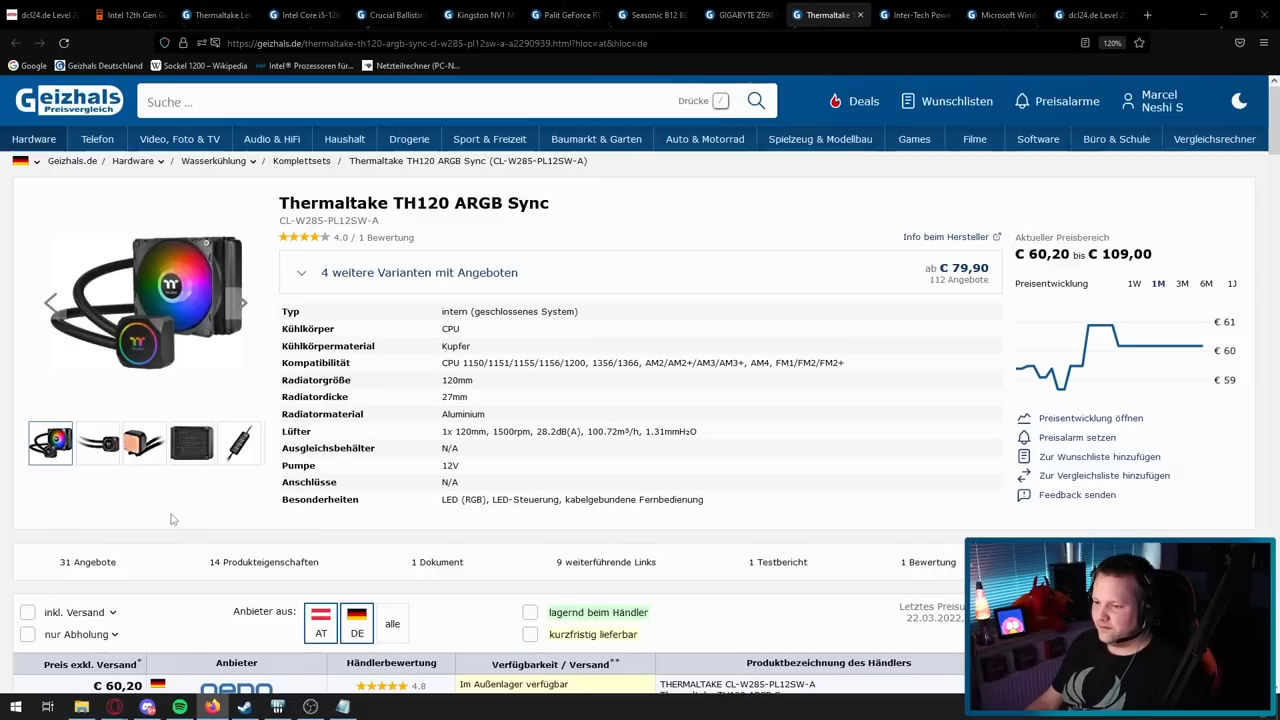 dcl24.de Level 20
Intel 12th Gen G
Thermaltake Lev
Intel Core i5-126
Crucial Ballistix
Kingston NV1 N
Palit GeForce RT
Seasonic B12 BC
GIGABYTE Z690
Thermaltake T
Inter-Tech Powe
Microsoft Wind
dcl24.de Level 20
https://geizhals.de/thermaltake-th120-argb-sync-cl-w285-pl12sw-a-a2290939.html?hloc=at&hloc=de
120%
Google
Geizhals Deutschland
Sockel 1200 – Wikipedia
Intel® Prozessoren für...
Netzteilrechner (PC-N...
Geizhals
Preisvergleich
Suche ...
Drücke /
Deals
Wunschlisten
Preisalarme
Marcel
Neshi S
Hardware
Telefon
Video, Foto & TV
Audio & HiFi
Haushalt
Drogerie
Sport & Freizeit
Baumarkt & Garten
Auto & Motorrad
Spielzeug & Modellbau
Games
Filme
Software
Büro & Schule
Vergleichsrechner
Geizhals.de / Hardware / Wasserkühlung / Komplettsets / Thermaltake TH120 ARGB Sync (CL-W285-PL12SW-A)
Thermaltake TH120 ARGB Sync
CL-W285-PL12SW-A
4.0 / 1 Bewertung
Info beim Hersteller
4 weitere Varianten mit Angeboten
ab € 79,90
112 Angebote
Typ intern (geschlossenes System)
Kühlkörper CPU
Kühlkörpermaterial Kupfer
Kompatibilität CPU 1150/1151/1155/1156/1200, 1356/1366, AM2/AM2+/AM3/AM3+, AM4, FM1/FM2/FM2+
Radiatorgröße 120mm
Radiatordicke 27mm
Radiatormaterial Aluminium
Lüfter 1x 120mm, 1500rpm, 28.2dB(A), 100.72m³/h, 1.31mmH₂O
Ausgleichsbehälter N/A
Pumpe 12V
Anschlüsse N/A
Besonderheiten LED (RGB), LED-Steuerung, kabelgebundene Fernbedienung
Aktueller Preisbereich
€ 60,20 bis € 109,00
Preisentwicklung 1W 1M 3M 6M 1J
€ 61
€ 60
€ 59
Preisentwicklung öffnen
Preisalarm setzen
Zur Wunschliste hinzufügen
Zur Vergleichsliste hinzufügen
Feedback senden
31 Angebote
14 Produkteigenschaften
1 Dokument
9 weiterführende Links
1 Testbericht
1 Bewertung
inkl. Versand
nur Abholung
Anbieter aus:
AT
DE
alle
lagernd beim Händler
kurzfristig lieferbar
Letztes Preisu
22.03.2022,
Preis exkl. Versand*
Anbieter
Händlerbewertung
Verfügbarkeit / Versand**
Produktbezeichnung des Händlers
€ 60,20
4.8
Im Außenlager verfügbar
THERMALTAKE CL-W285-PL12SW-A